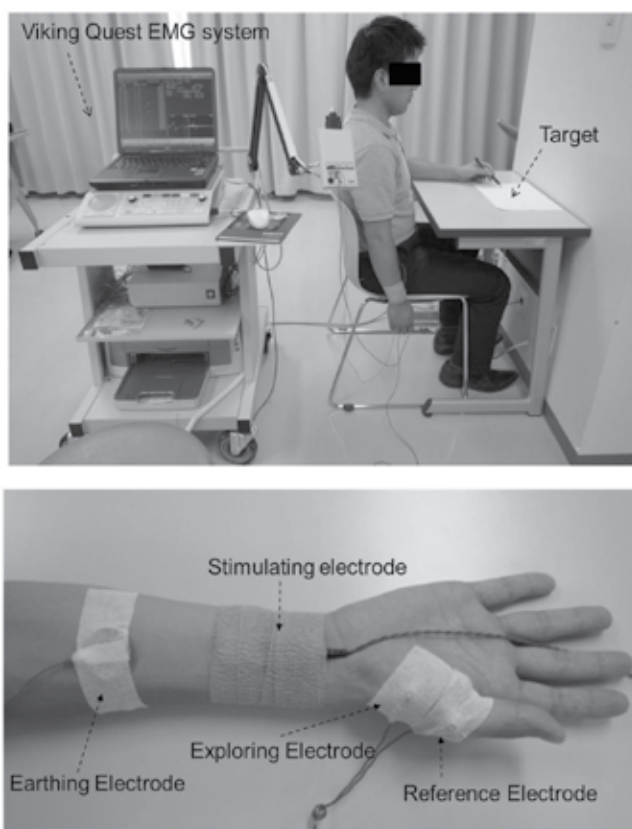 Viking Quest EMG system
Target
Stimulating electrode
Exploring Electrode
Earthing Electrode
Reference Electrode